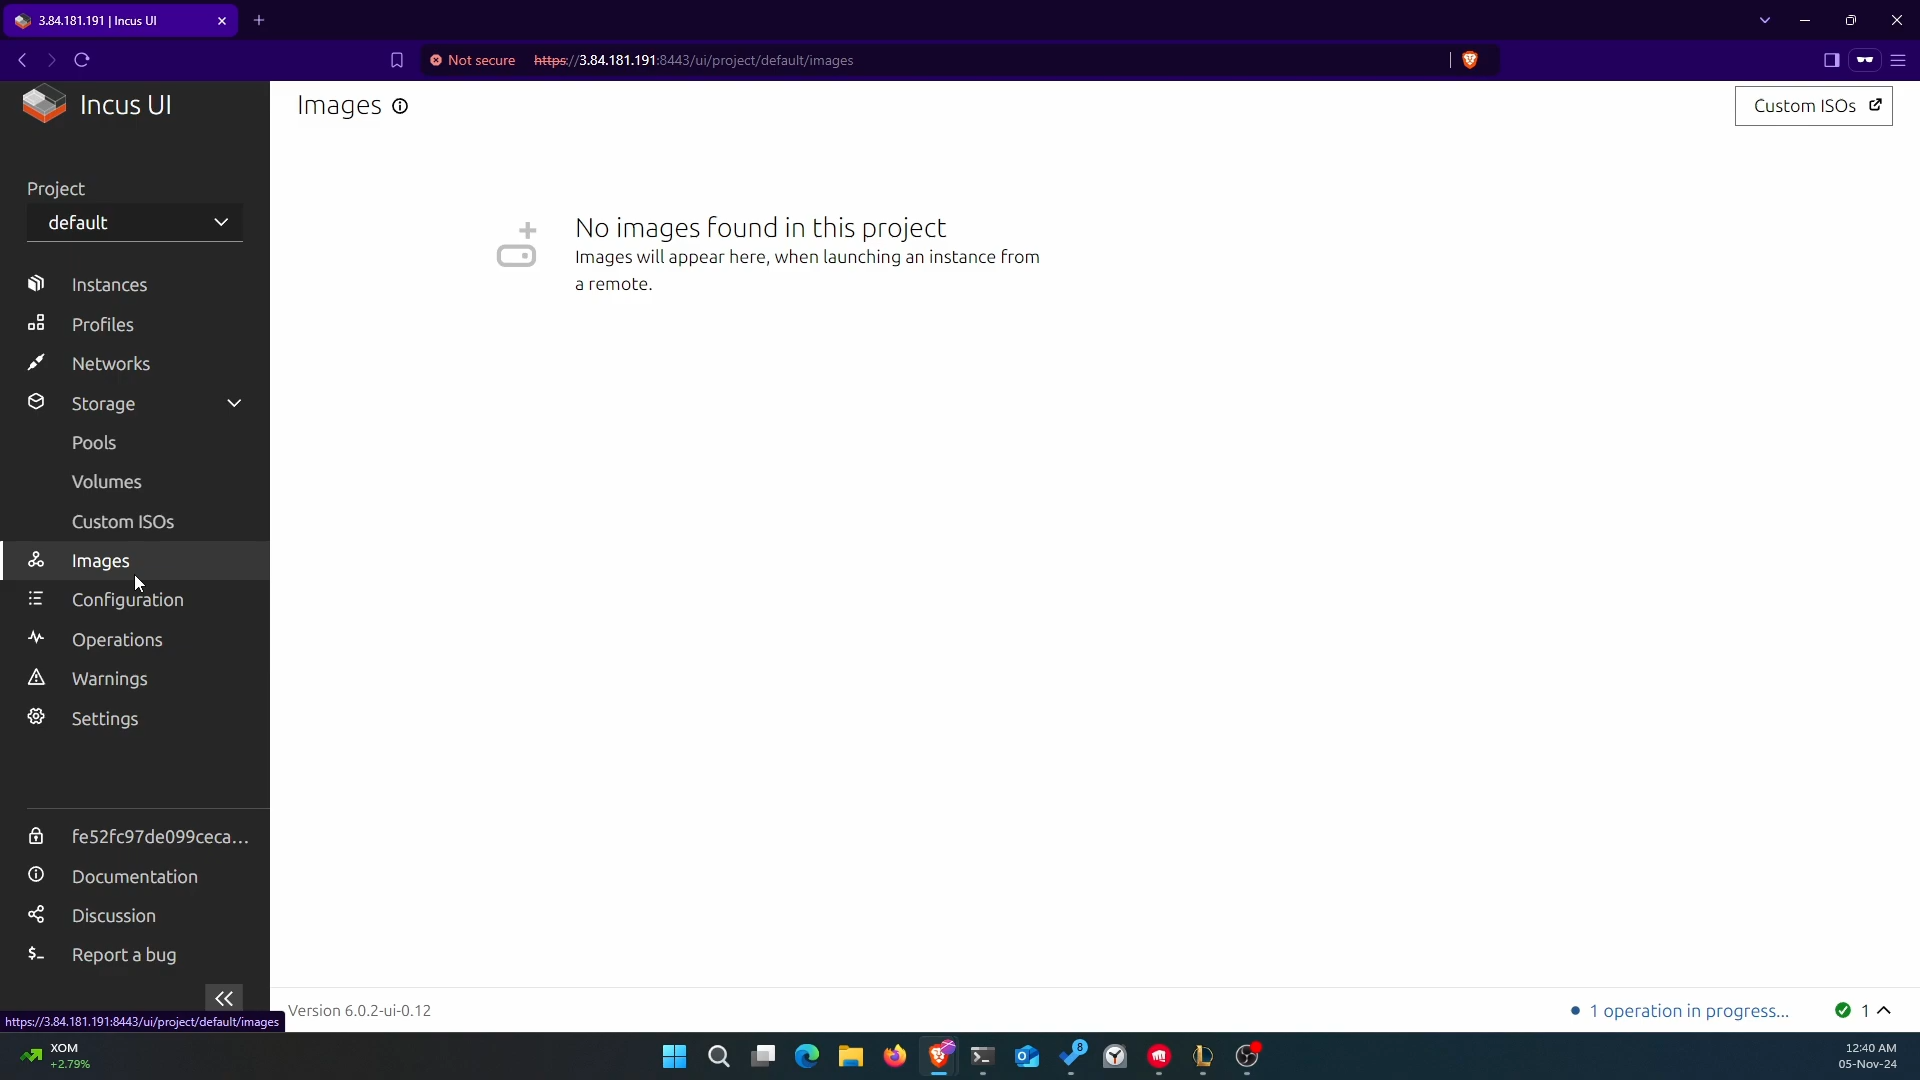 3.84.181.191 | Incus UI
Not secure https://3.84.181.191:8443/ui/project/default/images
Incus UI
Images
Custom ISOs
Project
default
No images found in this project
Images will appear here, when launching an instance from
a remote.
Instances
Profiles
Networks
Storage
Pools
Volumes
Custom ISOs
Images
Configuration
Operations
Warnings
Settings
fe52fc97de099ceca...
Documentation
Discussion
Report a bug
Version 6.0.2-ui-0.12
1 operation in progress...
1
https://3.84.181.191:8443/ui/project/default/images
XOM
+2.79%
8
12:40 AM
05-Nov-24